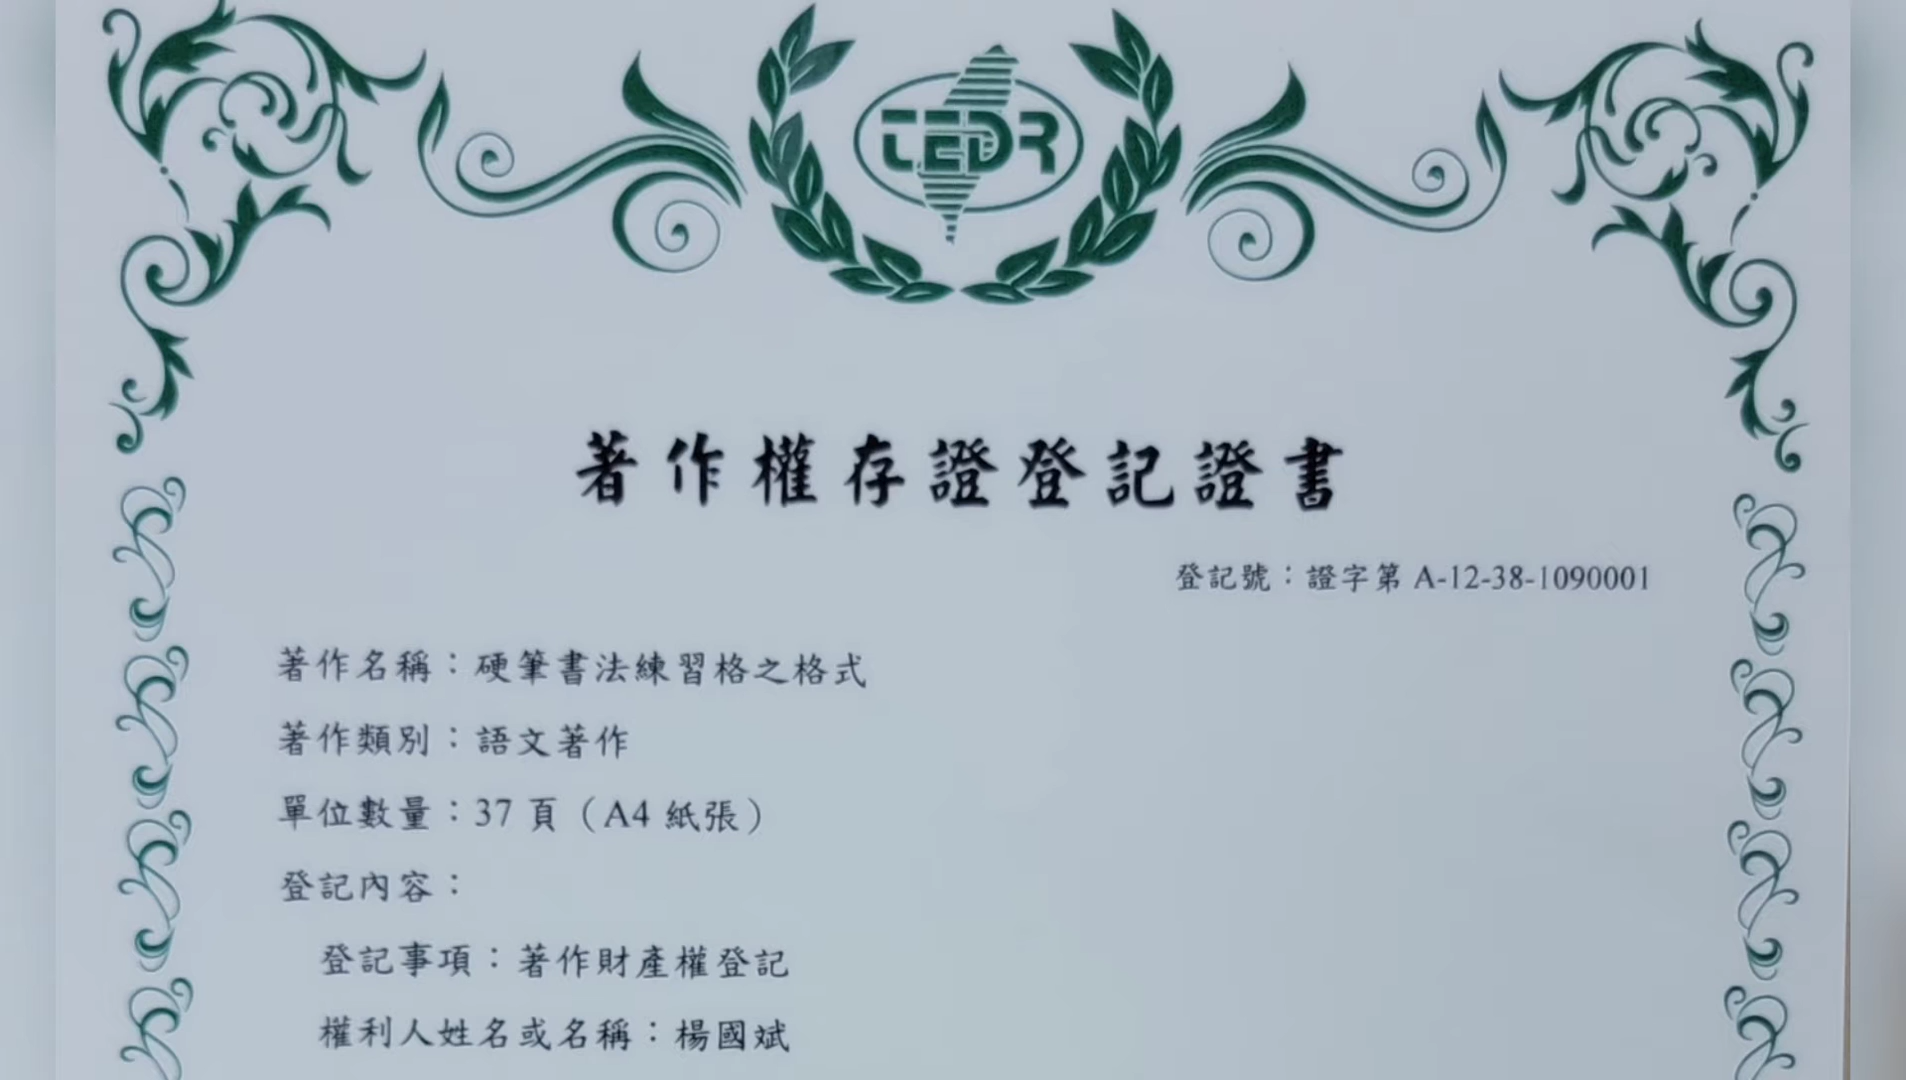 TEDR
著作權存證登記證書
登記號：證字第 A-12-38-1090001
著作名稱：硬筆書法練習格之格式
著作類別：語文著作
單位數量：37 頁（A4 紙張）
登記內容：
登記事項：著作財產權登記
權利人姓名或名稱：楊國斌